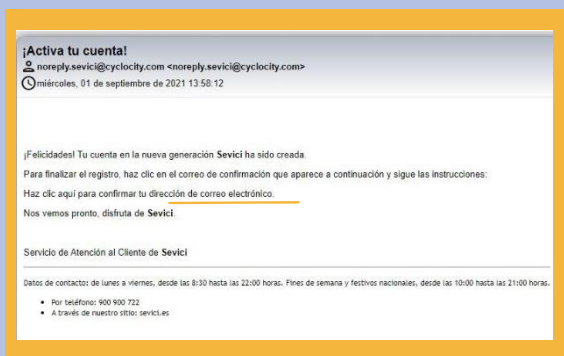 ¡Activa tu cuenta!
noreply.sevici@cyclocity.com <noreply.sevici@cyclocity.com>
miércoles, 01 de septiembre de 2021 13:58:12
¡Felicidades! Tu cuenta en la nueva generación Sevici ha sido creada.
Para finalizar el registro, haz clic en el correo de confirmación que aparece a continuación y sigue las instrucciones:
Haz clic aquí para confirmar tu dirección de correo electrónico.
Nos vemos pronto, disfruta de Sevici.
Servicio de Atención al Cliente de Sevici
Datos de contacto: de lunes a viernes, desde las 8:30 hasta las 22:00 horas. Fines de semana y festivos nacionales, desde las 10:00 hasta las 21:00 horas.
• Por teléfono: 900 900 722
• A través de nuestro sitio: sevici.es